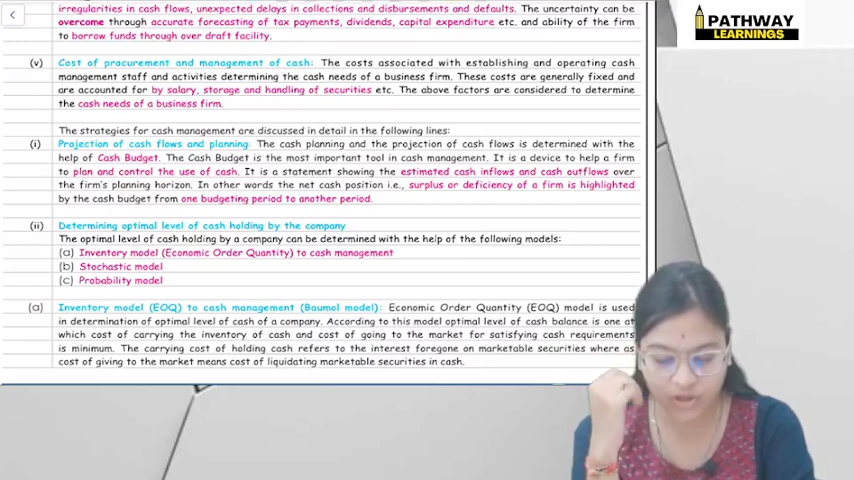 irregularities in cash flows, unexpected delays in collections and disbursements and defaults. The uncertainty can be
overcome through accurate forecasting of tax payments, dividends, capital expenditure etc. and ability of the firm
to borrow funds through over draft facility.
(v) Cost of procurement and management of cash: The costs associated with establishing and operating cash
management staff and activities determining the cash needs of a business firm. These costs are generally fixed and
are accounted for by salary, storage and handling of securities etc. The above factors are considered to determine
the cash needs of a business firm.
The strategies for cash management are discussed in detail in the following lines:
(i) Projection of cash flows and planning: The cash planning and the projection of cash flows is determined with the
help of Cash Budget. The Cash Budget is the most important tool in cash management. It is a device to help a firm
to plan and control the use of cash. It is a statement showing the estimated cash inflows and cash outflows over
the firm's planning horizon. In other words the net cash position i.e., surplus or deficiency of a firm is highlighted
by the cash budget from one budgeting period to another period.
(ii) Determining optimal level of cash holding by the company
The optimal level of cash holding by a company can be determined with the help of the following models:
(a) Inventory model (Economic Order Quantity) to cash management
(b) Stochastic model
(c) Probability model
(a) Inventory model (EOQ) to cash management (Baumol model): Economic Order Quantity (EOQ) model is used
in determination of optimal level of cash of a company. According to this model optimal level of cash balance is one at
which cost of carrying the inventory of cash and cost of going to the market for satisfying cash requirements
is minimum. The carrying cost of holding cash refers to the interest foregone on marketable securities where as
cost of giving to the market means cost of liquidating marketable securities in cash.
PATHWAY
LEARNINGS